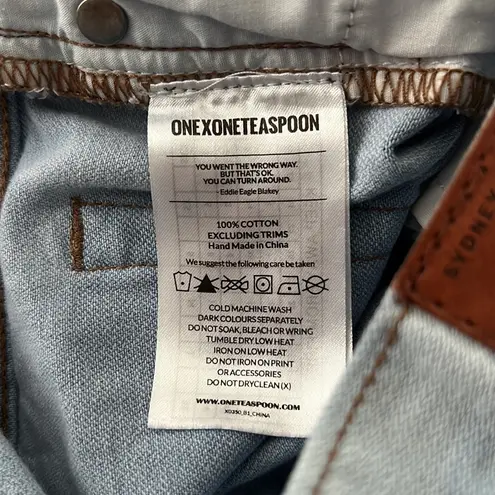 ONEXONETEASPOON
YOU WENT THE WRONG WAY.
BUT THAT'S OK.
YOU CAN TURN AROUND.
- Eddie Eagle Blakey
100% COTTON
EXCLUDING TRIMS
Hand Made in China
We suggest the following care be taken
COLD MACHINE WASH
DARK COLOURS SEPARATELY
DO NOT SOAK, BLEACH OR WRING
TUMBLE DRY LOW HEAT
IRON ON LOW HEAT
DO NOT IRON ON PRINT
OR ACCESSORIES
DO NOT DRYCLEAN (X)
WWW.ONETEASPOON.COM
X0350_B1_CHINA
SYDNEY